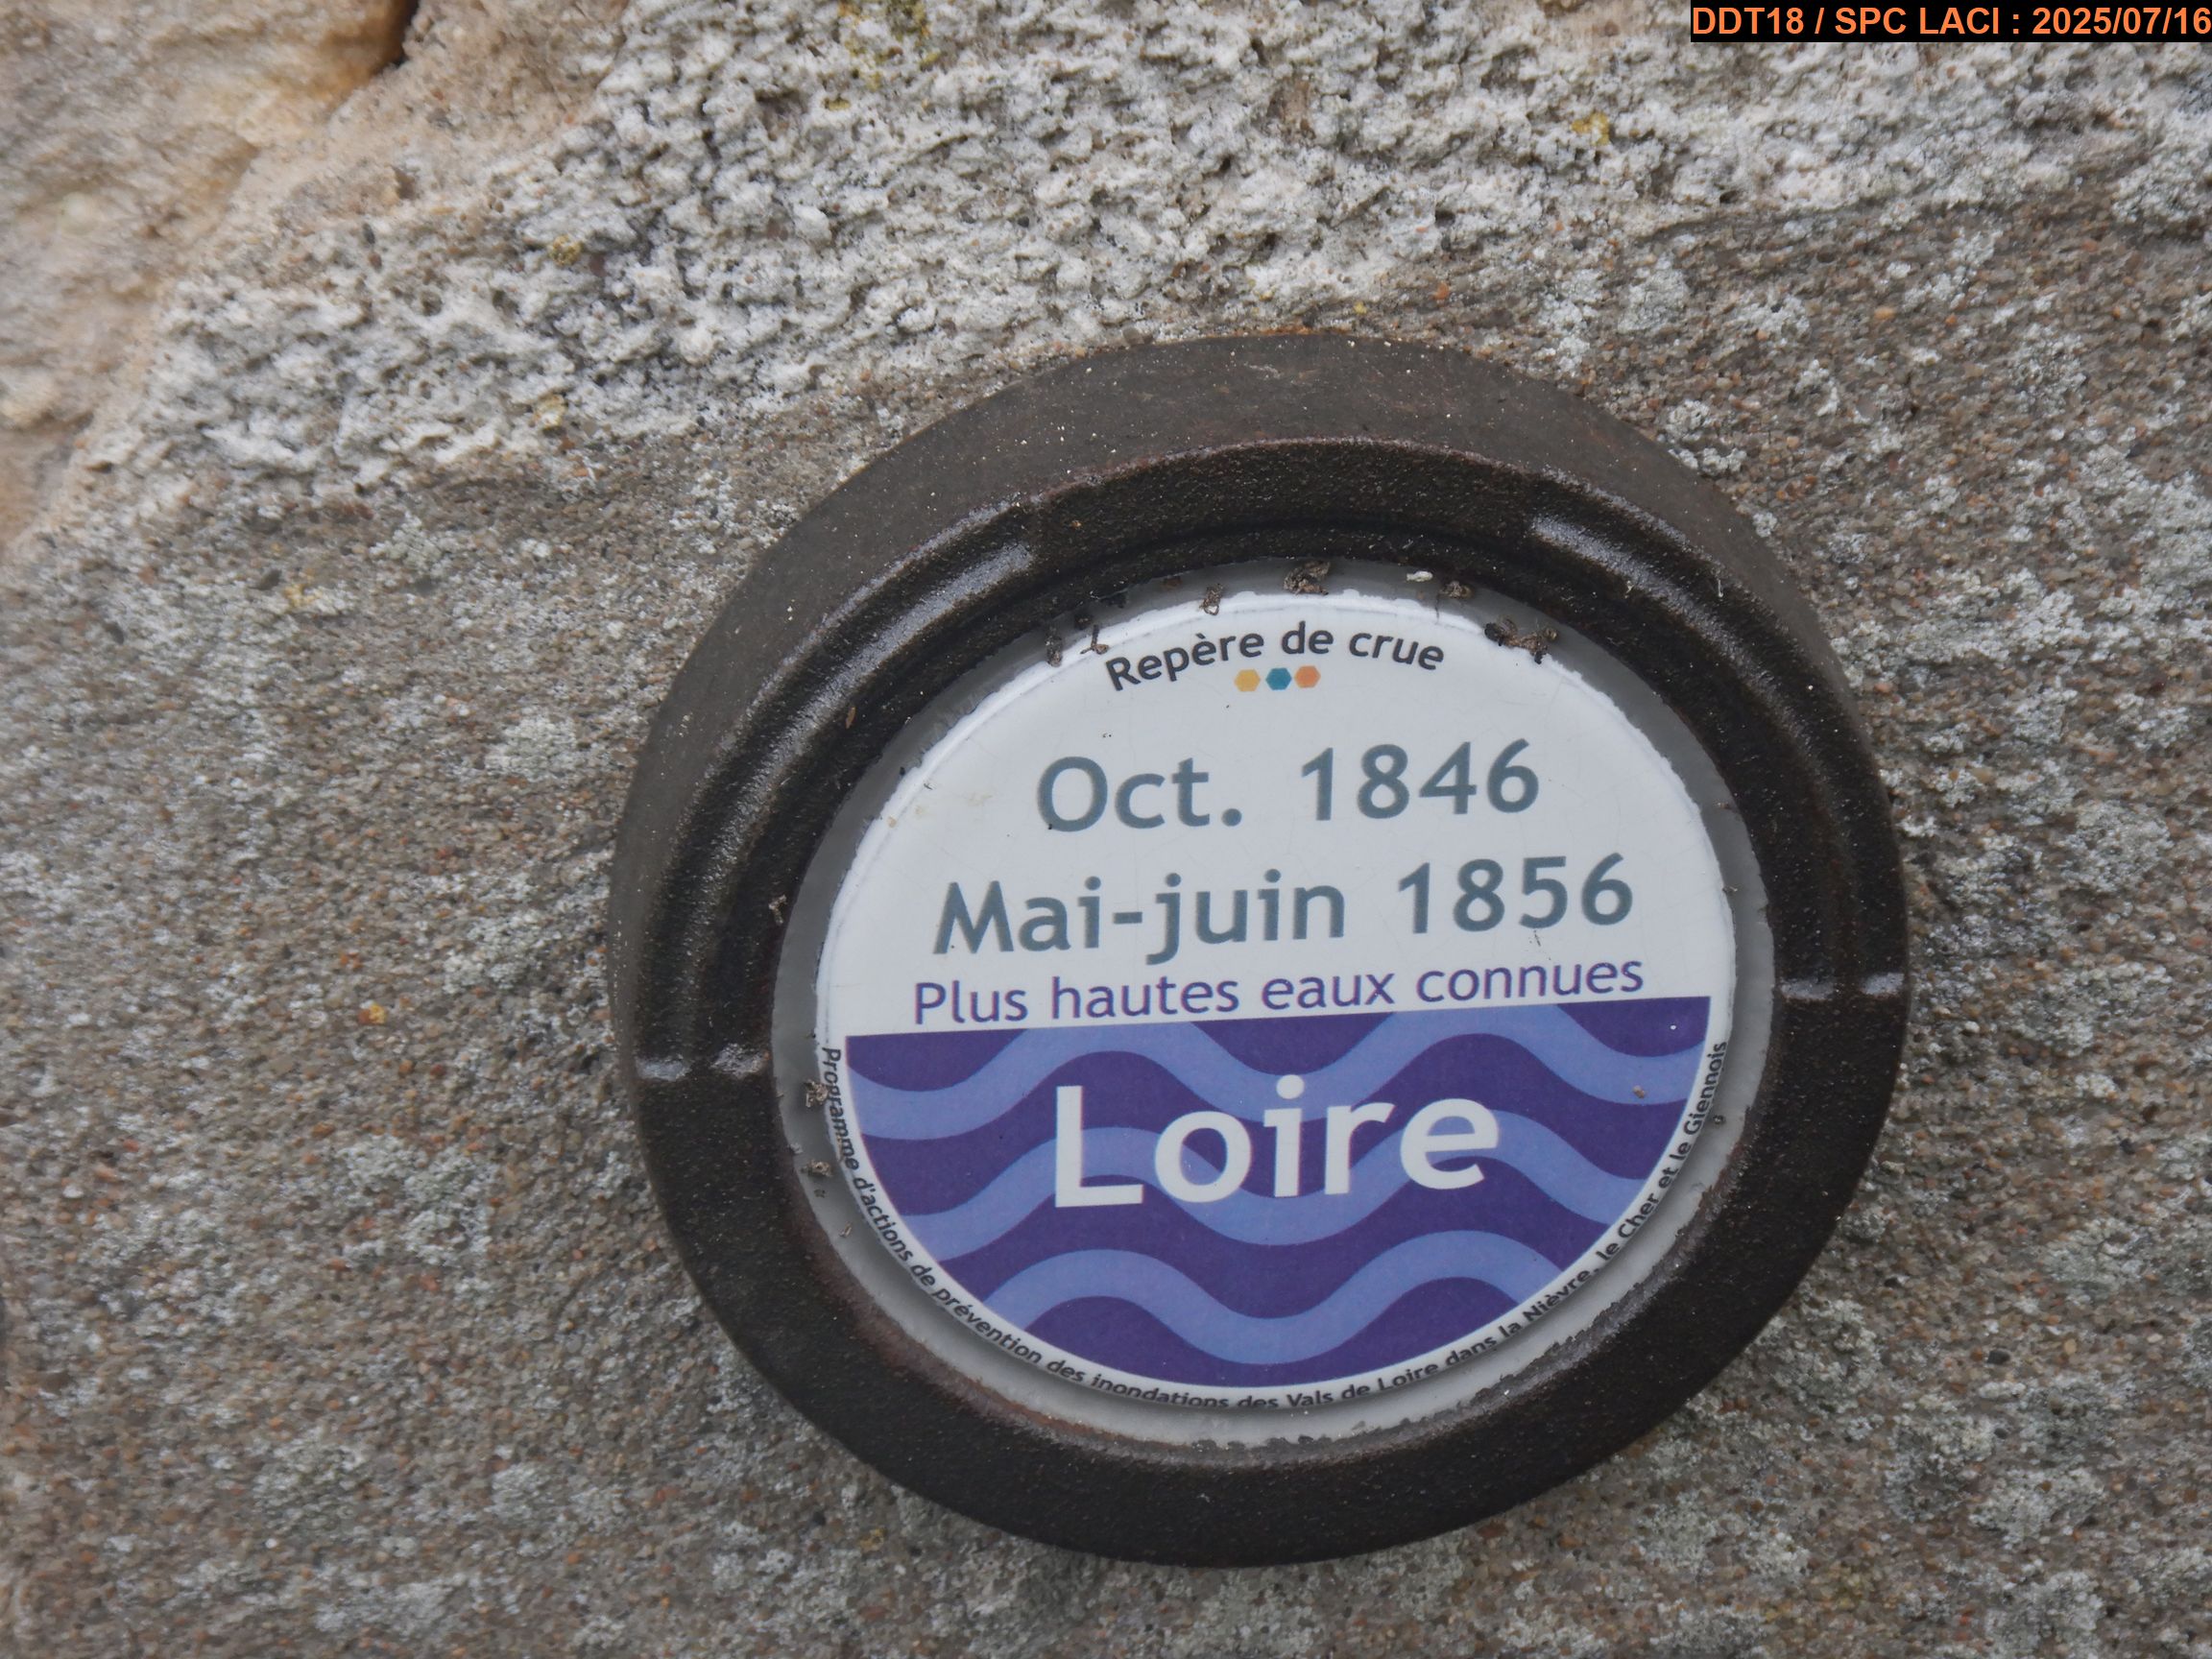 DDT18 / SPC LACI : 2025/07/16
Repère de crue
Oct. 1846
Mai-juin 1856
Plus hautes eaux connues
Loire
Programme d'actions de prévention des inondations des Vals de Loire dans la Nièvre, le Cher et le Giennois